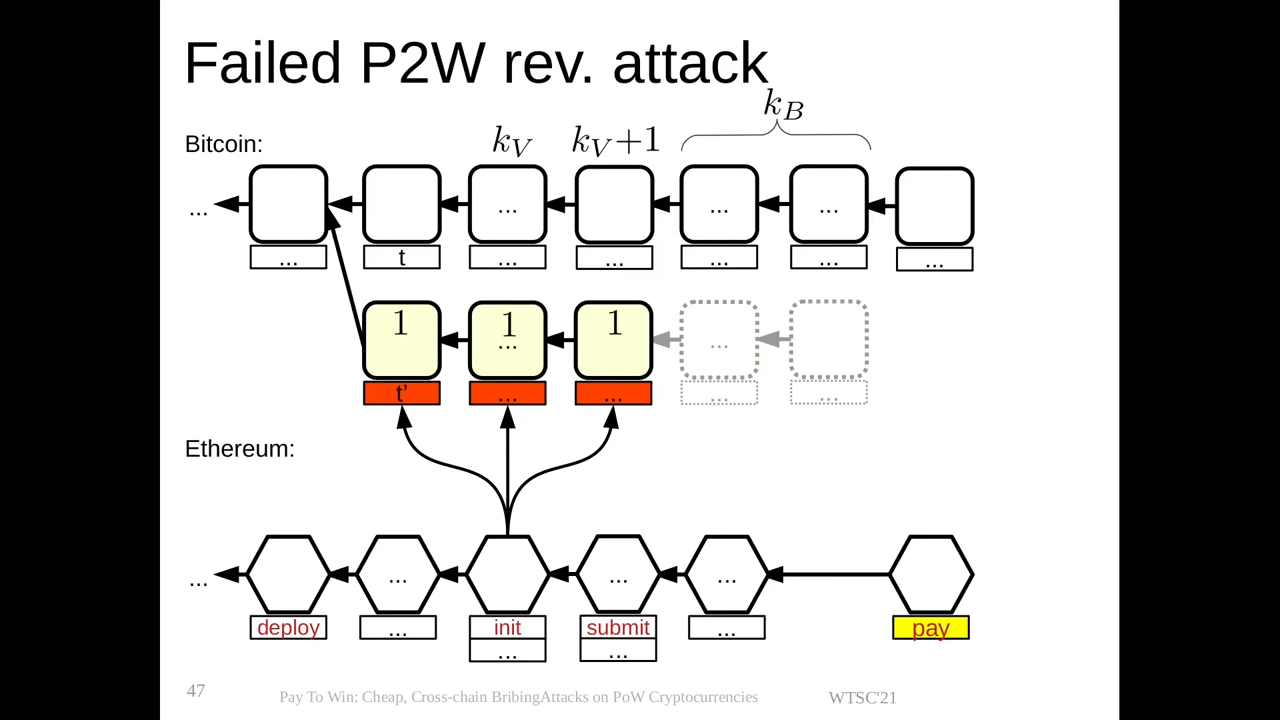 Failed P2W rev. attack
k_B
Bitcoin:
k_V k_V+1
... ... ... ... ...
... t ... ... ... ... ...
1 1 1
... ...
t' ... ... ... ...
Ethereum:
... ... ... ...
deploy ... init submit ... pay
... ...
47 Pay To Win: Cheap, Cross-chain BribingAttacks on PoW Cryptocurrencies WTSC'21